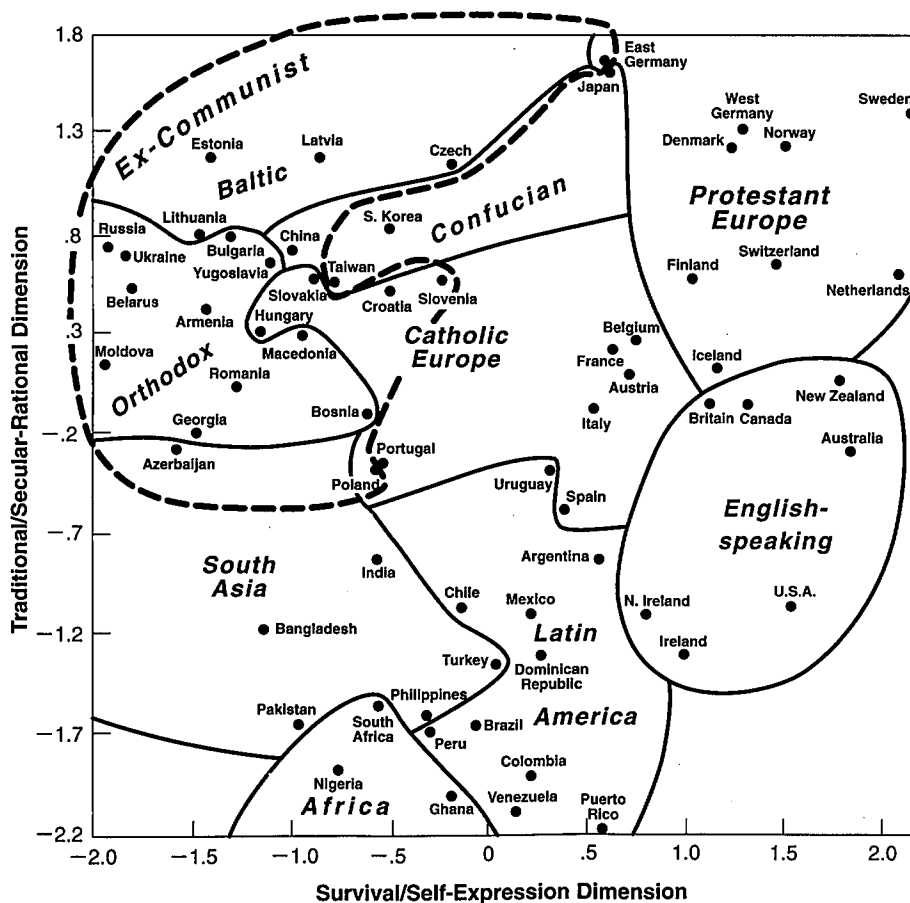 1.8
East
Germany
Japan
Ex-Communist
West
Germany
Sweden
1.3
Estonia
Latvia
Czech
Denmark
Norway
Baltic
Confucian
Protestant
Europe
Lithuania
S. Korea
.8
Russia
Bulgaria
China
Ukraine
Yugoslavia
Taiwan
Switzerland
Finland
Belarus
Slovakia
Croatia
Slovenia
Netherlands
Armenia
Hungary
Catholic
Europe
Belgium
.3
Macedonia
France
Iceland
Moldova
Orthodox
Romania
Austria
New Zealand
Bosnia
Italy
Britain
Canada
−.2
Georgia
Australia
Azerbaijan
Portugal
Poland
Uruguay
Spain
English-
speaking
−.7
South
Asia
India
Argentina
Chile
Mexico
N. Ireland
U.S.A.
−1.2
Bangladesh
Latin
Turkey
Dominican
Republic
Ireland
Philippines
America
Pakistan
South
Africa
Brazil
−1.7
Peru
Colombia
Nigeria
Africa
Ghana
Venezuela
Puerto
Rico
−2.2
−2.0
−1.5
−1.0
−.5
0
.5
1.0
1.5
2.0
Survival/Self-Expression Dimension
Traditional/Secular-Rational Dimension